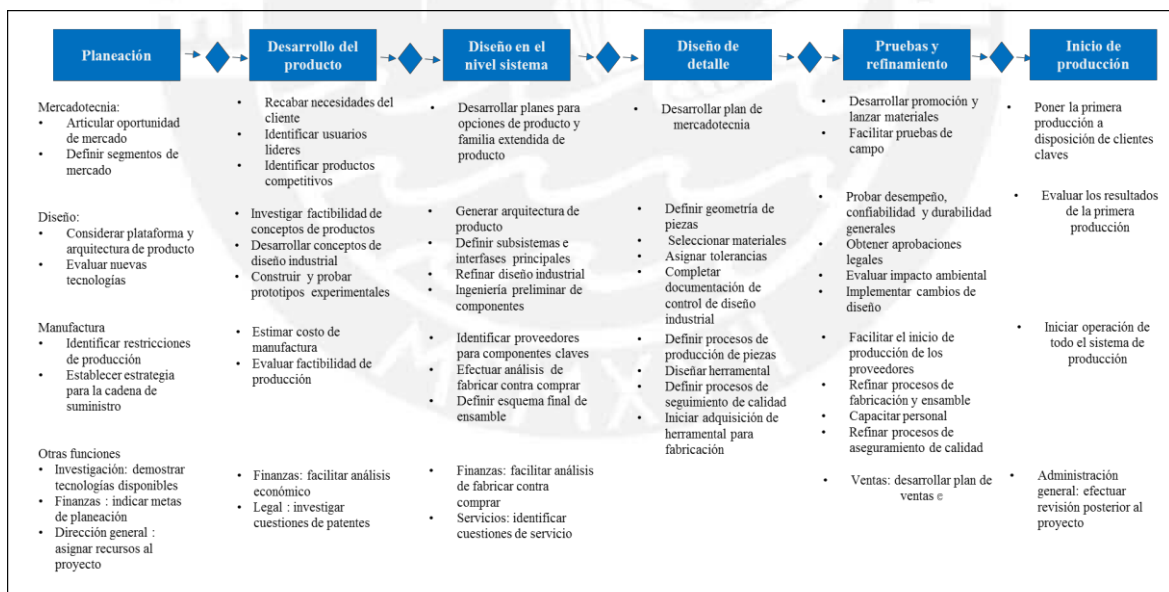 Planeación
Desarrollo del
producto
Diseño en el
nivel sistema
Diseño de
detalle
Pruebas y
refinamiento
Inicio de
producción
Mercadotecnia:
• Articular oportunidad
de mercado
• Definir segmentos de
mercado
• Recabar necesidades del
cliente
• Identificar usuarios
lideres
• Identificar productos
competitivos
• Desarrollar planes para
opciones de producto y
familia extendida de
producto
• Desarrollar plan de
mercadotecnia
• Desarrollar promoción y
lanzar materiales
• Facilitar pruebas de
campo
• Poner la primera
producción a
disposición de clientes
claves
Diseño:
• Considerar plataforma y
arquitectura de producto
• Evaluar nuevas
tecnologías
• Investigar factibilidad de
conceptos de productos
• Desarrollar conceptos de
diseño industrial
• Construir y probar
prototipos experimentales
• Generar arquitectura de
producto
• Definir subsistemas e
interfases principales
• Refinar diseño industrial
• Ingeniería preliminar de
componentes
• Definir geometría de
piezas
• Seleccionar materiales
• Asignar tolerancias
• Completar
documentación de
control de diseño
industrial
• Probar desempeño,
confiabilidad y durabilidad
generales
• Obtener aprobaciones
legales
• Evaluar impacto ambiental
• Implementar cambios de
diseño
• Evaluar los resultados
de la primera
producción
Manufactura
• Identificar restricciones
de producción
• Establecer estrategia
para la cadena de
suministro
• Estimar costo de
manufactura
• Evaluar factibilidad de
producción
• Identificar proveedores
para componentes claves
• Efectuar análisis de
fabricar contra comprar
• Definir esquema final de
ensamble
• Definir procesos de
producción de piezas
• Diseñar herramental
• Definir procesos de
seguimiento de calidad
• Iniciar adquisición de
herramental para
fabricación
• Facilitar el inicio de
producción de los
proveedores
• Refinar procesos de
fabricación y ensamble
• Capacitar personal
• Refinar procesos de
aseguramiento de calidad
• Iniciar operación de
todo el sistema de
producción
Otras funciones
• Investigación: demostrar
tecnologías disponibles
• Finanzas : indicar metas
de planeación
• Dirección general :
asignar recursos al
proyecto
• Finanzas: facilitar análisis
económico
• Legal : investigar
cuestiones de patentes
• Finanzas: facilitar análisis
de fabricar contra
comprar
• Servicios: identificar
cuestiones de servicio
• Ventas: desarrollar plan de
ventas e
• Administración
general: efectuar
revisión posterior al
proyecto